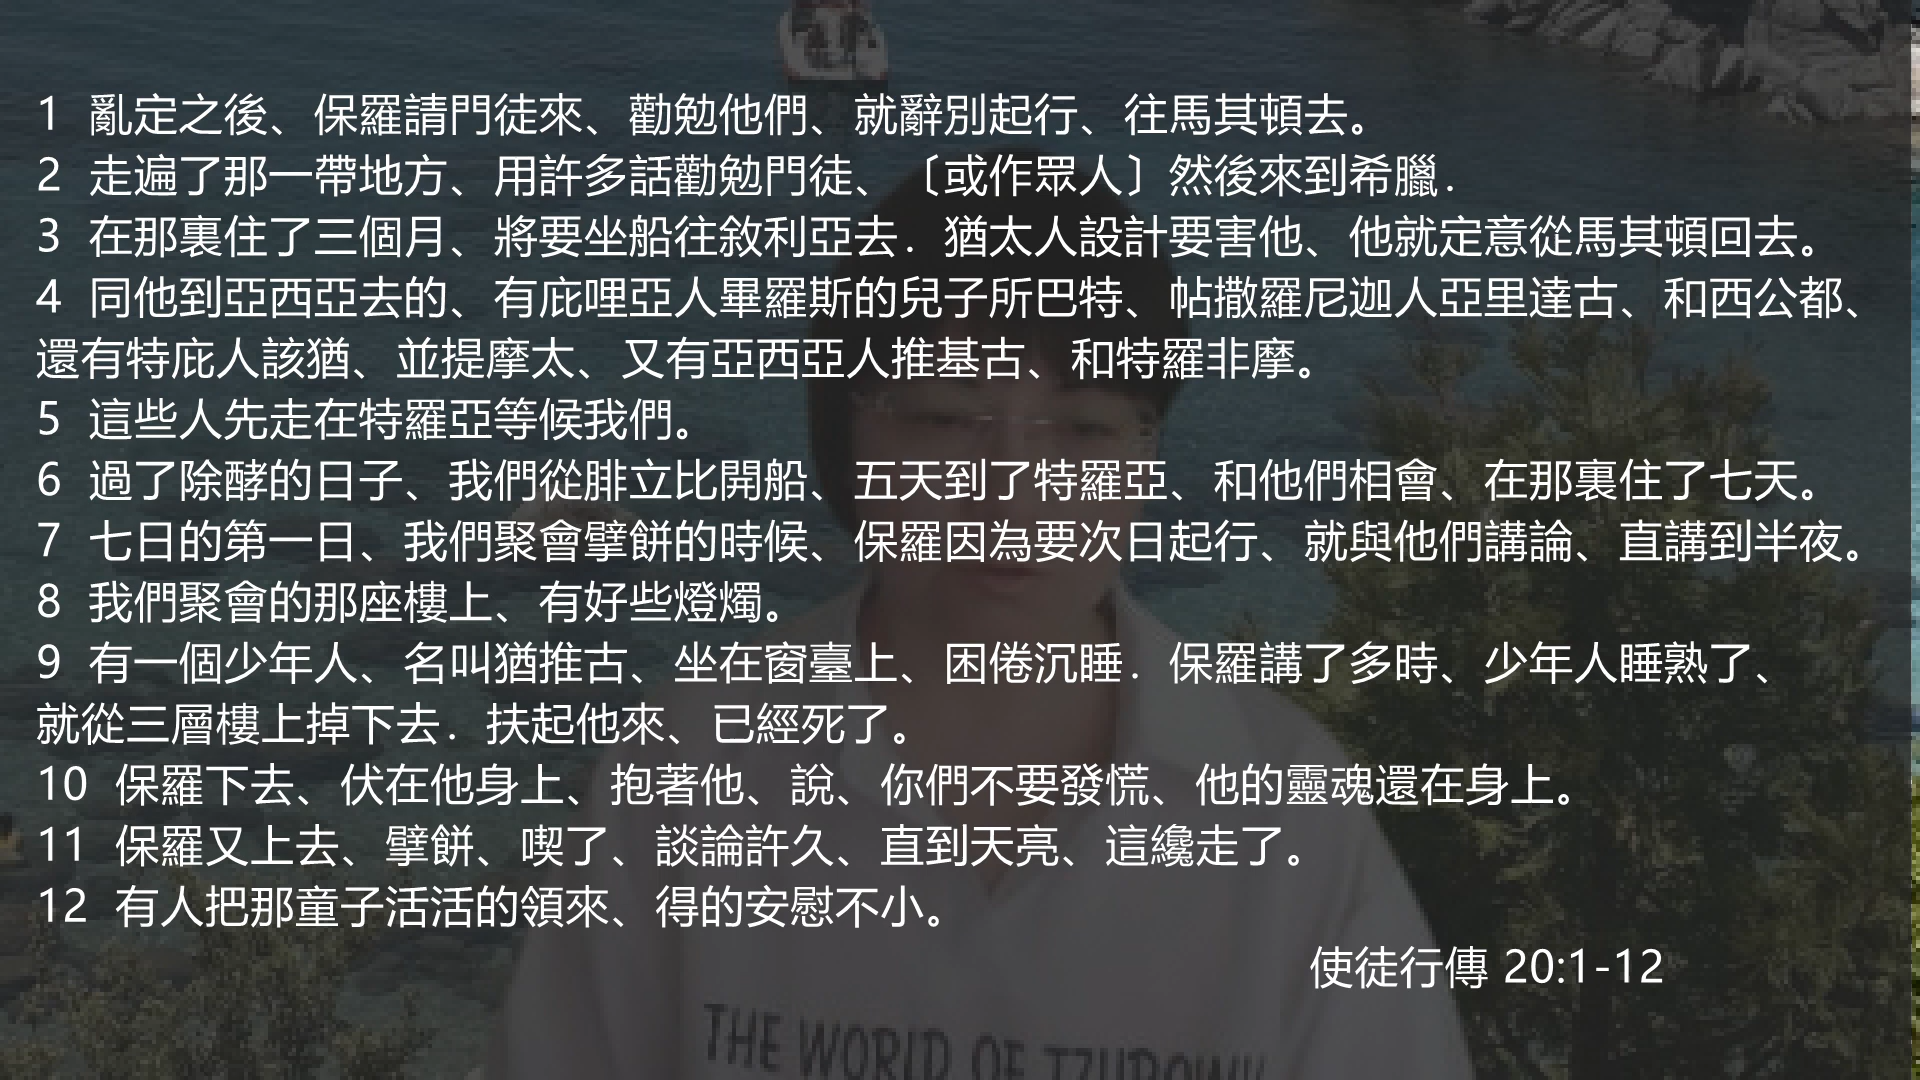 1 亂定之後、保羅請門徒來、勸勉他們、就辭別起行、往馬其頓去。
2 走遍了那一帶地方、用許多話勸勉門徒、〔或作眾人〕然後來到希臘．
3 在那裏住了三個月、將要坐船往敘利亞去．猶太人設計要害他、他就定意從馬其頓回去。
4 同他到亞西亞去的、有庇哩亞人畢羅斯的兒子所巴特、帖撒羅尼迦人亞里達古、和西公都、
還有特庇人該猶、並提摩太、又有亞西亞人推基古、和特羅非摩。
5 這些人先走在特羅亞等候我們。
6 過了除酵的日子、我們從腓立比開船、五天到了特羅亞、和他們相會、在那裏住了七天。
7 七日的第一日、我們聚會擘餅的時候、保羅因為要次日起行、就與他們講論、直講到半夜。
8 我們聚會的那座樓上、有好些燈燭。
9 有一個少年人、名叫猶推古、坐在窗臺上、困倦沉睡．保羅講了多時、少年人睡熟了、
就從三層樓上掉下去．扶起他來、已經死了。
10 保羅下去、伏在他身上、抱著他、說、你們不要發慌、他的靈魂還在身上。
11 保羅又上去、擘餅、喫了、談論許久、直到天亮、這纔走了。
12 有人把那童子活活的領來、得的安慰不小。
使徒行傳 20:1-12
THE WORLD OF